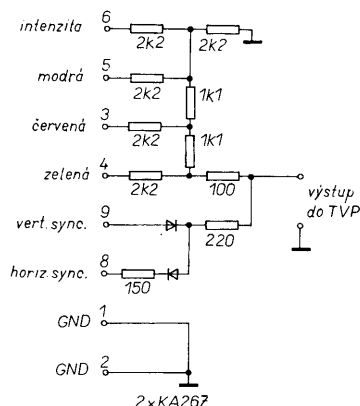 intenzita 6 2k2 2k2
modrá 5 2k2 1k1
červená 3 2k2 1k1
zelená 4 2k2 100
výstup
do TVP
vert. sync. 9 220
horiz. sync. 8 150
GND 1
GND 2
2xKA267